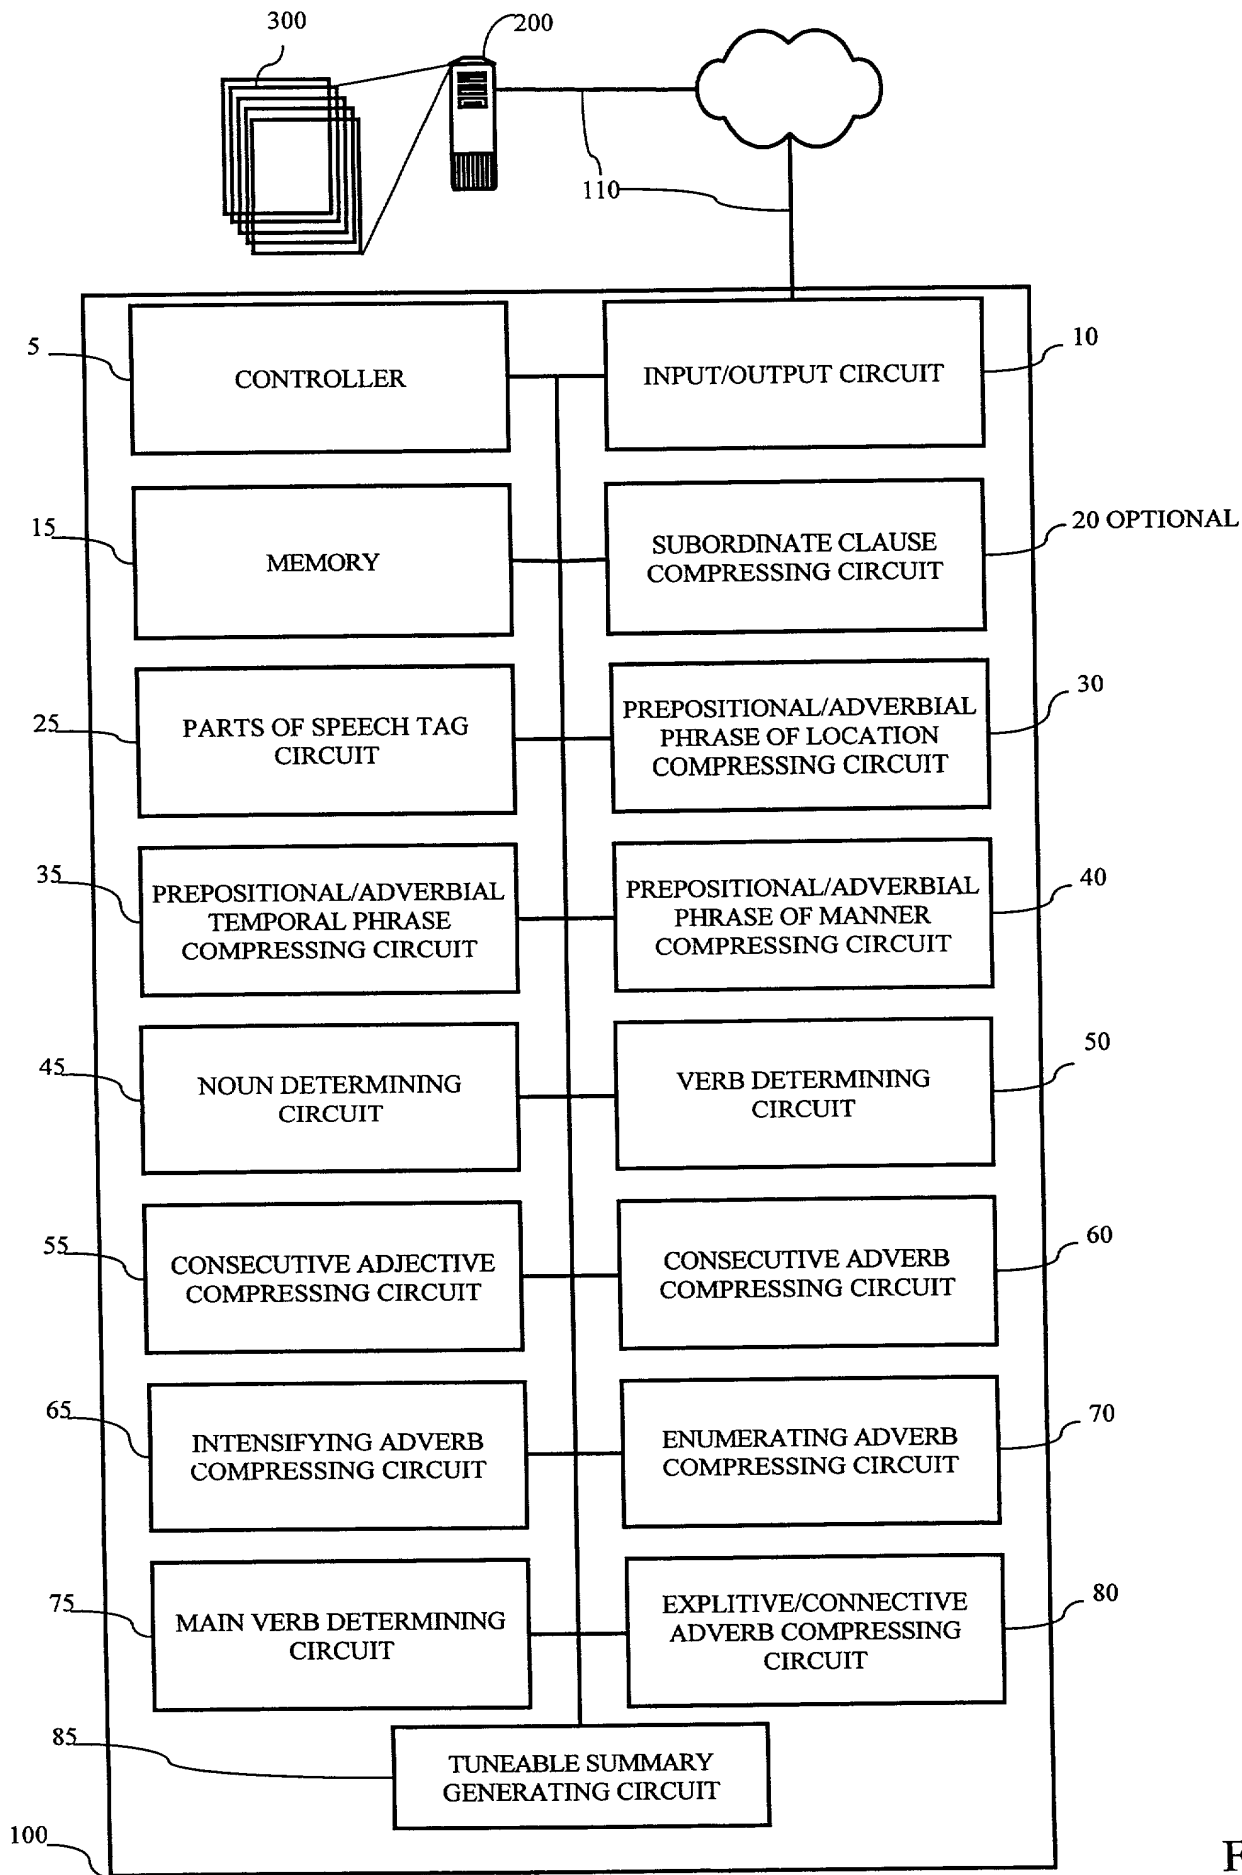 300
200
110
5
CONTROLLER
INPUT/OUTPUT CIRCUIT
10
15
MEMORY
SUBORDINATE CLAUSE
COMPRESSING CIRCUIT
20 OPTIONAL
25
PARTS OF SPEECH TAG
CIRCUIT
PREPOSITIONAL/ADVERBIAL
PHRASE OF LOCATION
COMPRESSING CIRCUIT
30
35
PREPOSITIONAL/ADVERBIAL
TEMPORAL PHRASE
COMPRESSING CIRCUIT
PREPOSITIONAL/ADVERBIAL
PHRASE OF MANNER
COMPRESSING CIRCUIT
40
45
NOUN DETERMINING
CIRCUIT
VERB DETERMINING
CIRCUIT
50
55
CONSECUTIVE ADJECTIVE
COMPRESSING CIRCUIT
CONSECUTIVE ADVERB
COMPRESSING CIRCUIT
60
65
INTENSIFYING ADVERB
COMPRESSING CIRCUIT
ENUMERATING ADVERB
COMPRESSING CIRCUIT
70
75
MAIN VERB DETERMINING
CIRCUIT
EXPLITIVE/CONNECTIVE
ADVERB COMPRESSING
CIRCUIT
80
85
TUNEABLE SUMMARY
GENERATING CIRCUIT
100